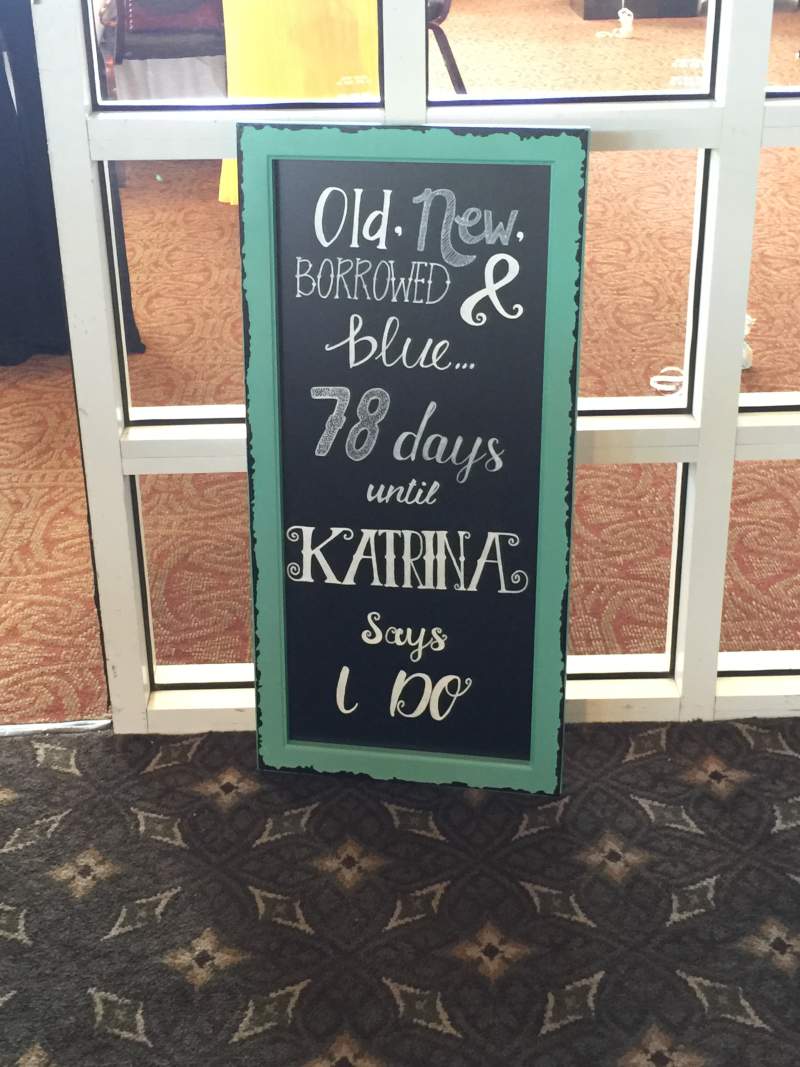 Old, New,
BORROWED &
blue...
78 days
until
KATRINA
Says
I DO